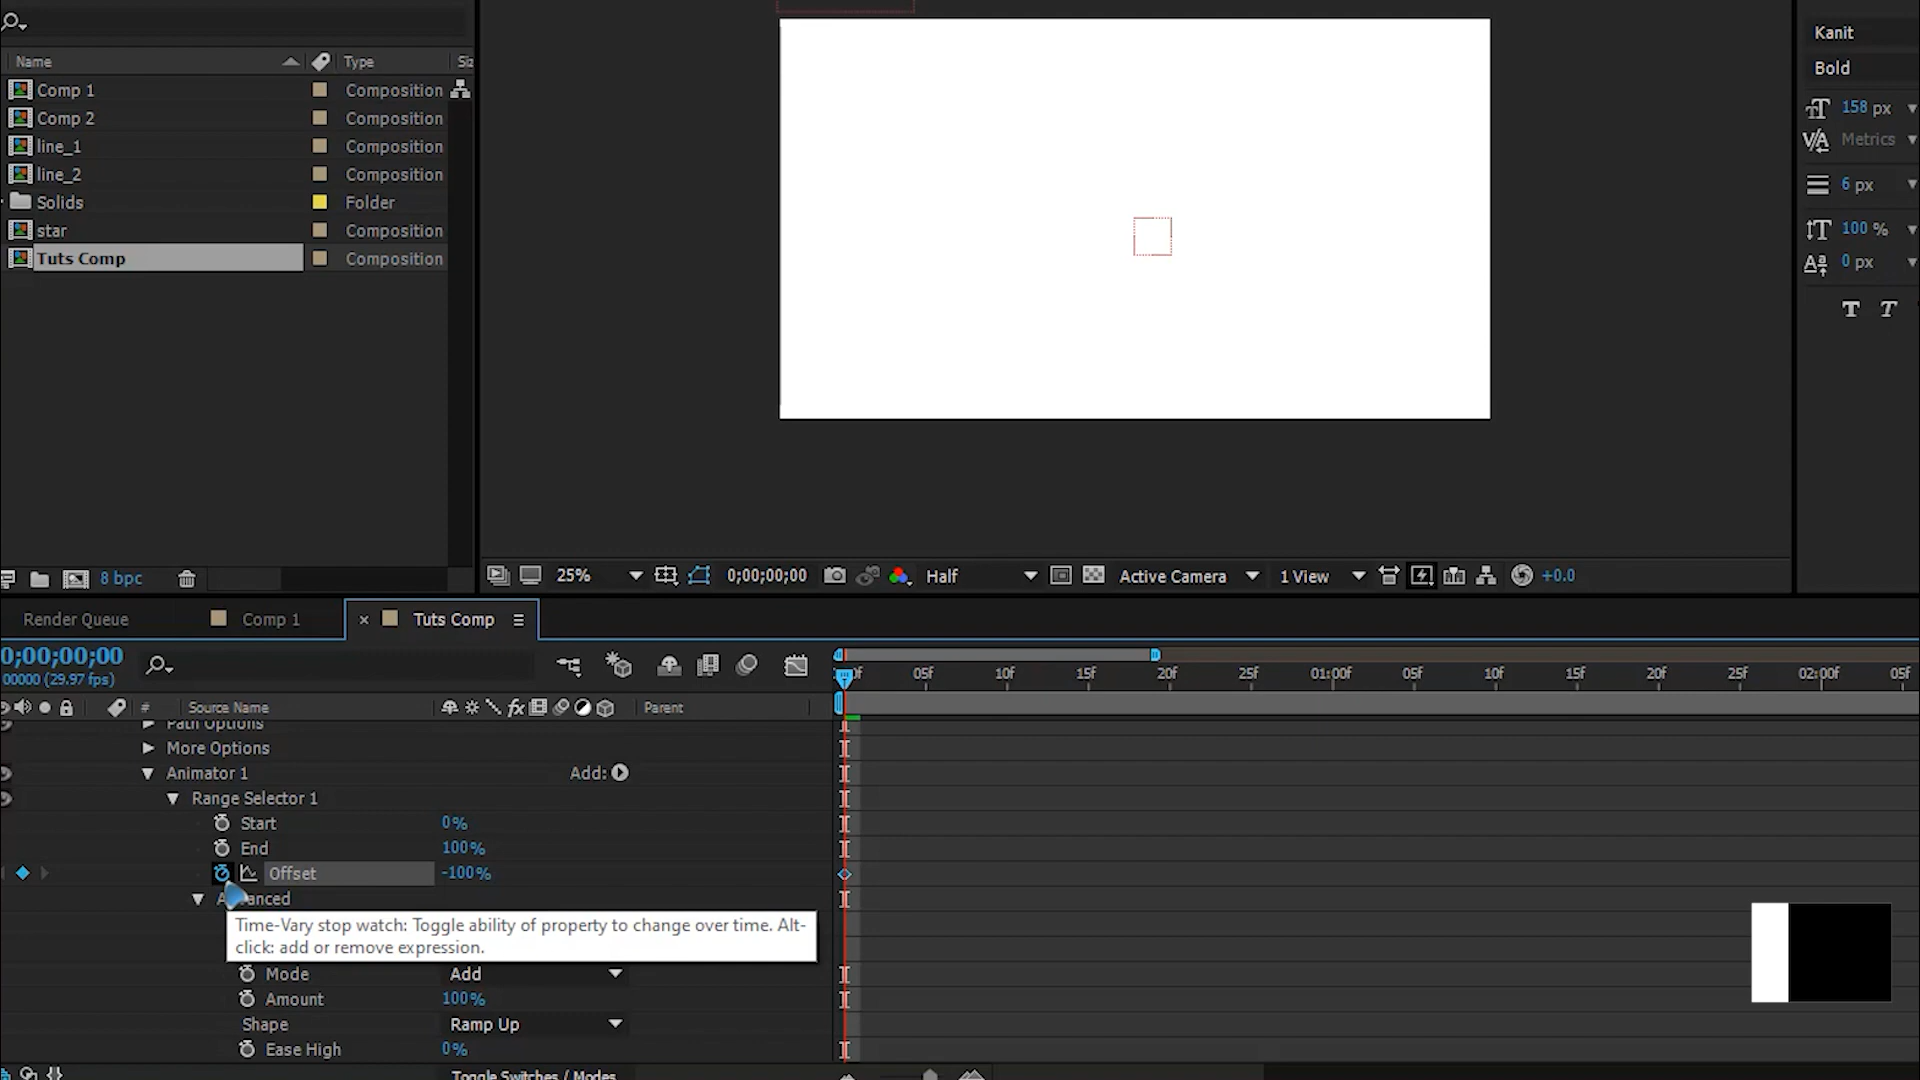 Name Type Siz
Comp 1 Composition
Comp 2 Composition
line_1 Composition
line_2 Composition
Solids Folder
star Composition
Tuts Comp Composition
8 bpc
Kanit
Bold
158 px
Metrics
6 px
100 %
0 px
T T
25% 0;00;00;00 Half Active Camera 1 View +0.0
Render Queue Comp 1 × Tuts Comp
0;00;00;00
00000 (29.97 fps)
05f 10f 15f 20f 25f 01:00f 05f 10f 15f 20f 25f 02:00f 05f
# Source Name fx Parent
Path Options
More Options
Animator 1 Add:
Range Selector 1
Start 0%
End 100%
Offset -100%
Time-Vary stop watch: Toggle ability of property to change over time. Alt-
click: add or remove expression.
Mode Add
Amount 100%
Shape Ramp Up
Ease High 0%
Toggle Switches / Modes